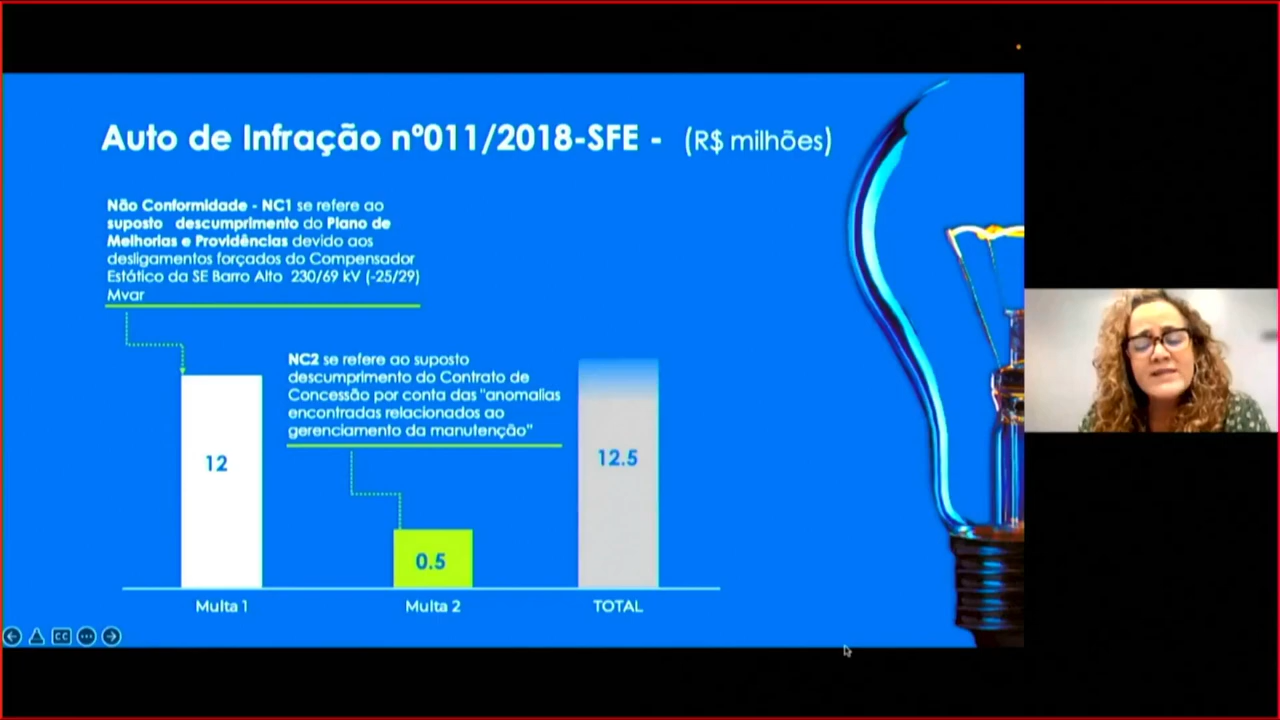 Auto de Infração nº011/2018-SFE - (R$ milhões)
Não Conformidade - NC1 se refere ao
suposto descumprimento do Plano de
Melhorias e Providências devido aos
desligamentos forçados do Compensador
Estático da SE Barro Alto 230/69 kV (-25/29)
Mvar
NC2 se refere ao suposto
descumprimento do Contrato de
Concessão por conta das "anomalias
encontradas relacionados ao
gerenciamento da manutenção"
12
0.5
12.5
Multa 1
Multa 2
TOTAL
CC